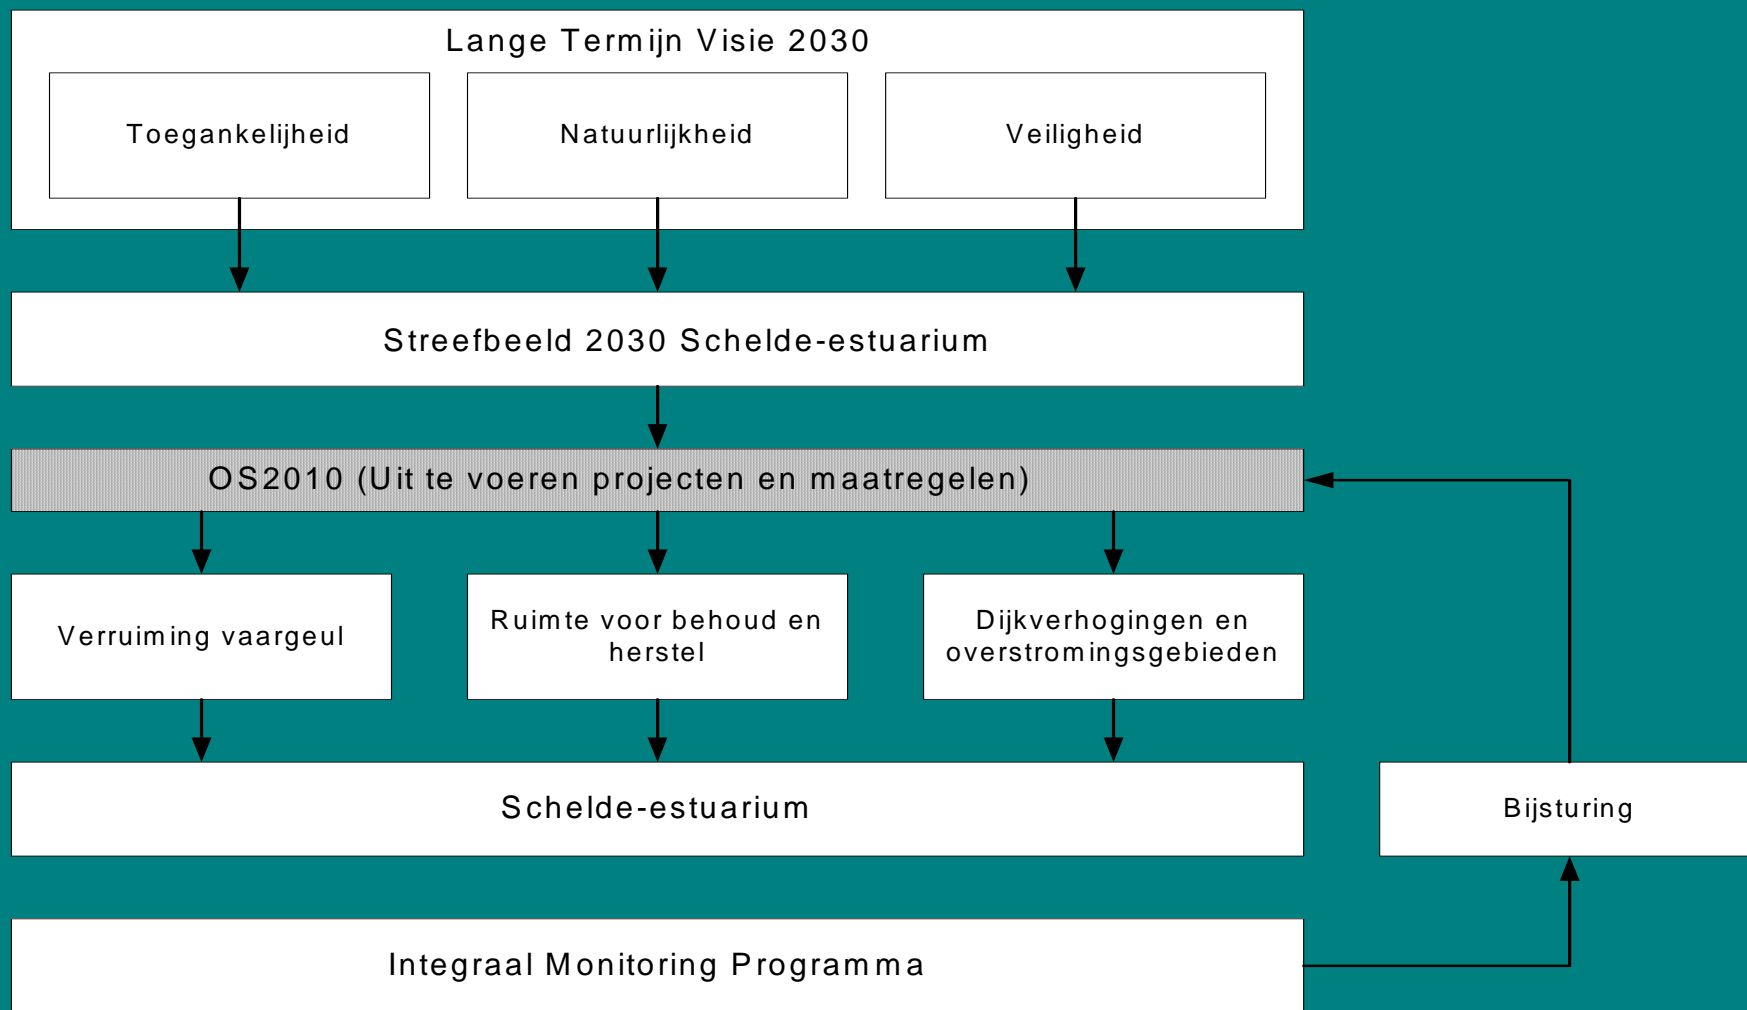 Lange Termijn Visie 2030
Toegankelijheid
Natuurlijkheid
Veiligheid
Streefbeeld 2030 Schelde-estuarium
OS2010 (Uit te voeren projecten en maatregelen)
Verruiming vaargeul
Ruimte voor behoud en
herstel
Dijkverhogingen en
overstromingsgebieden
Schelde-estuarium
Bijsturing
Integraal Monitoring Programma